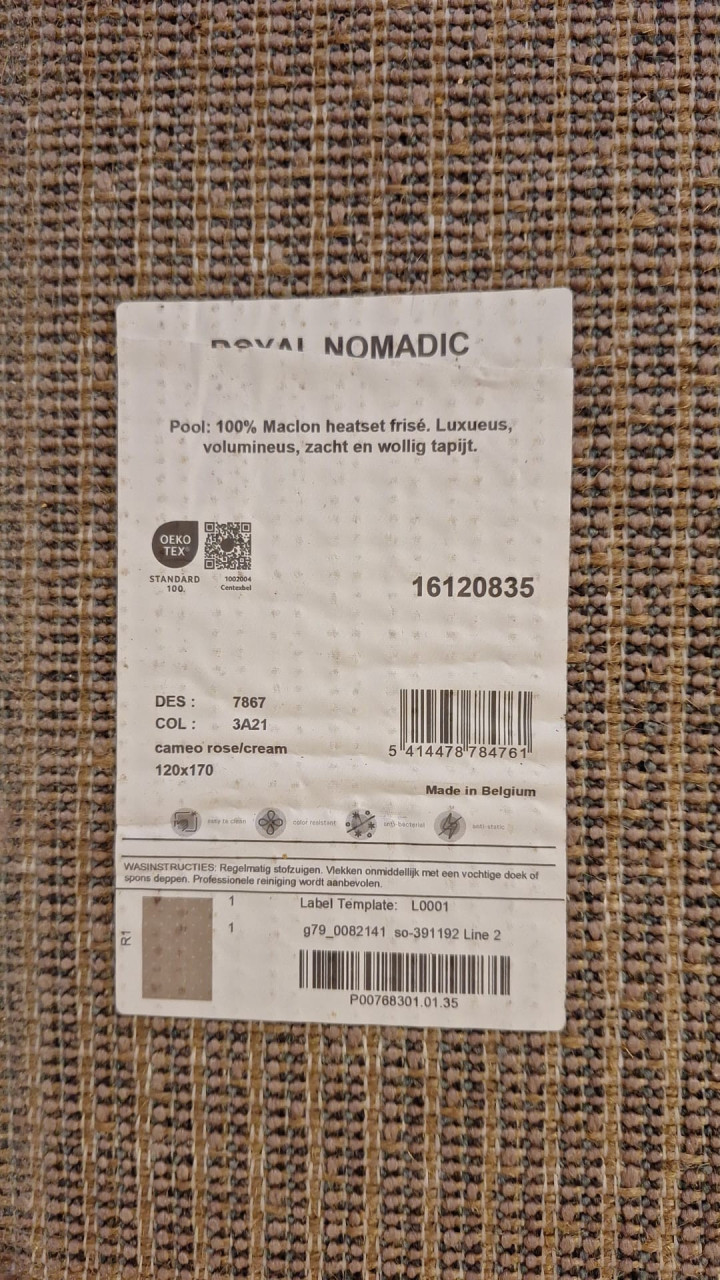 ROYAL NOMADIC
Pool: 100% Maclon heatset frisé. Luxueus,
volumineus, zacht en wollig tapijt.
OEKO
TEX®
STANDARD
100
1002004
Centexbel
16120835
DES : 7867
COL : 3A21
cameo rose/cream
120x170
5 414478 784761
Made in Belgium
easy to clean
color resistant
anti-bacterial
anti-static
WASINSTRUCTIES: Regelmatig stofzuigen. Vlekken onmiddellijk met een vochtige doek of
spons deppen. Professionele reiniging wordt aanbevolen.
R1
1
1
Label Template: L0001
g79_0082141 so-391192 Line 2
P00768301.01.35